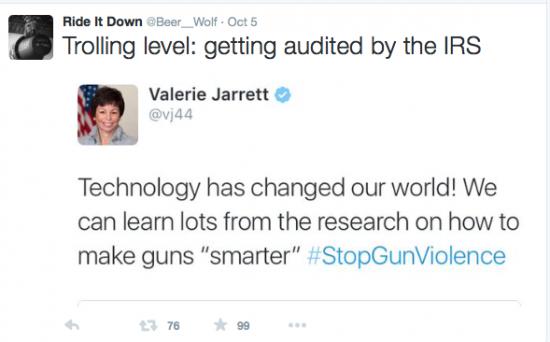 Ride It Down @Beer__Wolf · Oct 5
Trolling level: getting audited by the IRS
Valerie Jarrett
@vj44
Technology has changed our world! We
can learn lots from the research on how to
make guns “smarter” #StopGunViolence
76 99